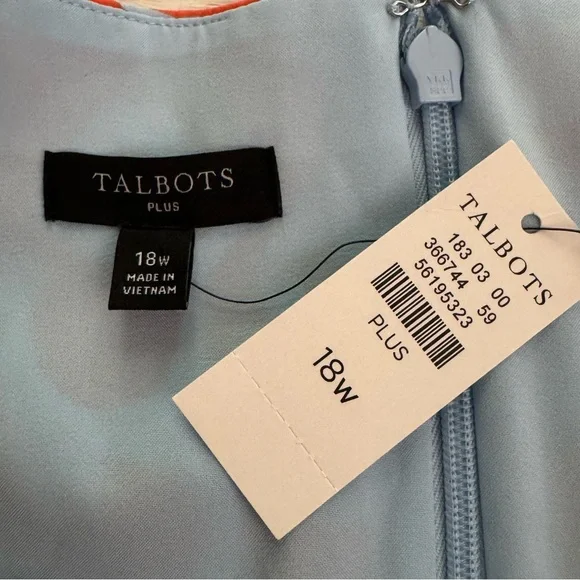 TALBOTS
PLUS
18W
MADE IN
VIETNAM
TALBOTS
183 03 00
366744 59
56195323
PLUS
18W